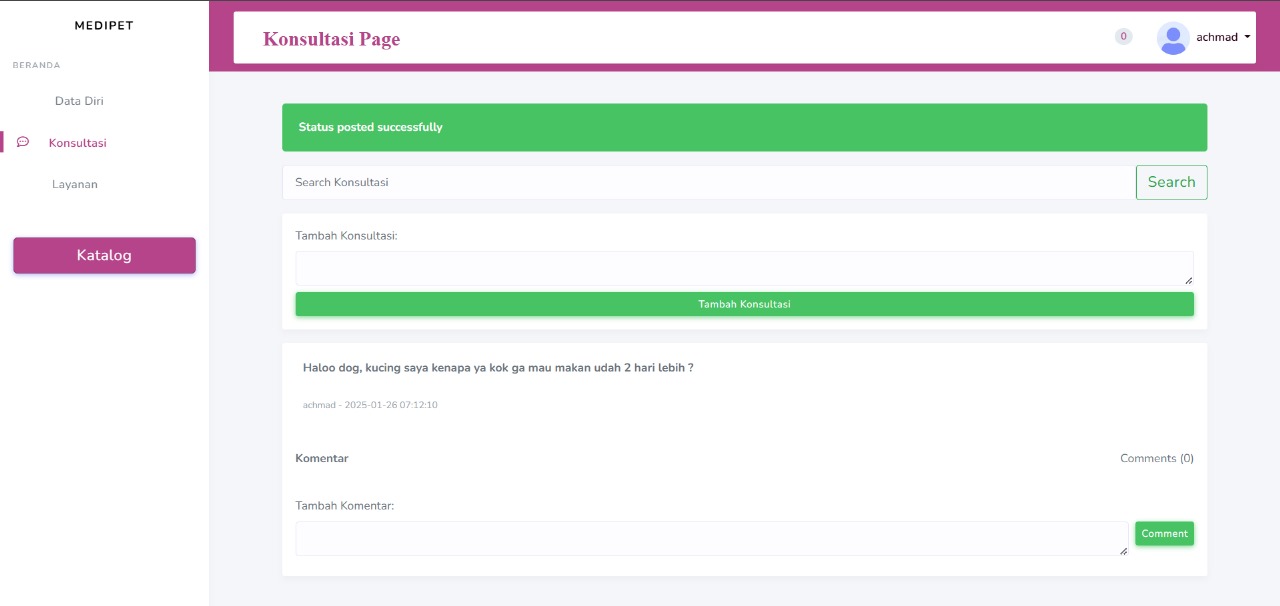 MEDIPET
BERANDA
Data Diri
Konsultasi
Layanan
Katalog
Konsultasi Page
0
achmad
Status posted successfully
Search Konsultasi
Search
Tambah Konsultasi:
Tambah Konsultasi
Haloo dog, kucing saya kenapa ya kok ga mau makan udah 2 hari lebih ?
achmad - 2025-01-26 07:12:10
Komentar
Comments (0)
Tambah Komentar:
Comment